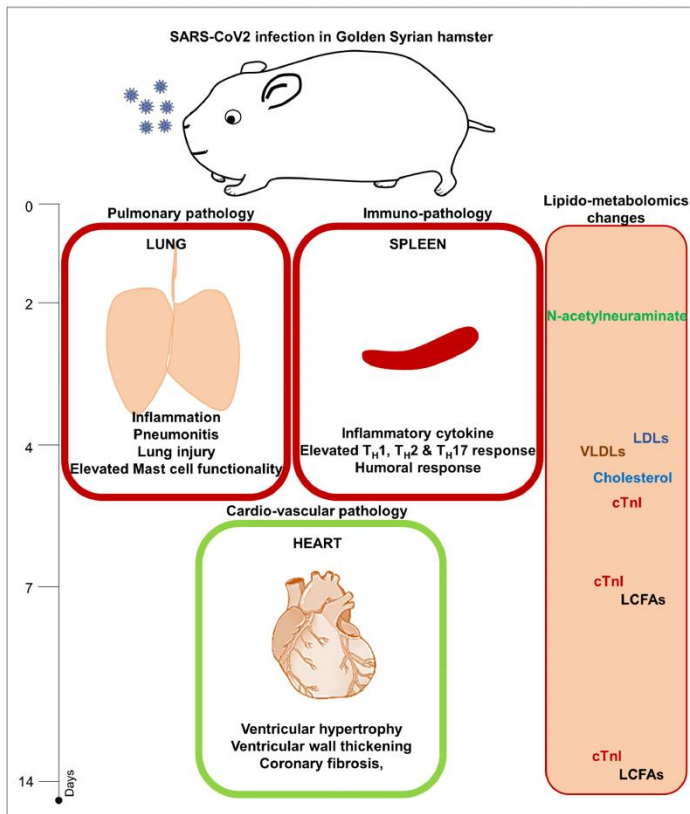 SARS-CoV2 infection in Golden Syrian hamster
0
2
4
7
14
Days
Pulmonary pathology
LUNG
Inflammation
Pneumonitis
Lung injury
Elevated Mast cell functionality
Immuno-pathology
SPLEEN
Inflammatory cytokine
Elevated TH1, TH2 & TH17 response
Humoral response
Cardio-vascular pathology
HEART
Ventricular hypertrophy
Ventricular wall thickening
Coronary fibrosis,
Lipido-metabolomics
changes
N-acetylneuraminate
LDLs
VLDLs
Cholesterol
cTnI
cTnI
LCFAs
cTnI
LCFAs